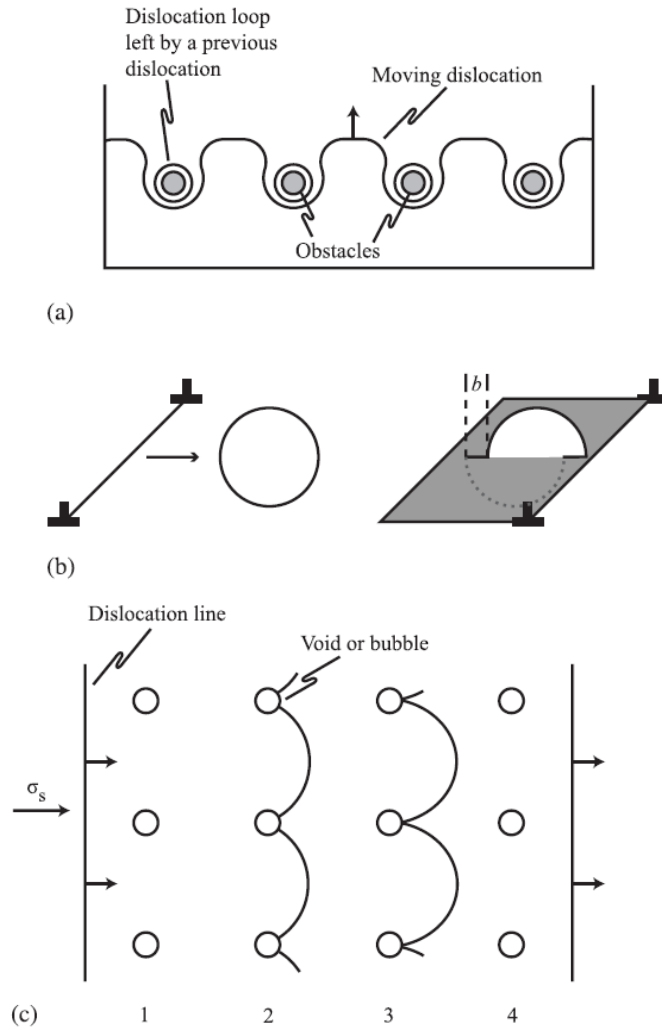 Dislocation loop
left by a previous
dislocation
Moving dislocation
Obstacles
(a)
b
(b)
Dislocation line
Void or bubble
σs
(c) 1 2 3 4